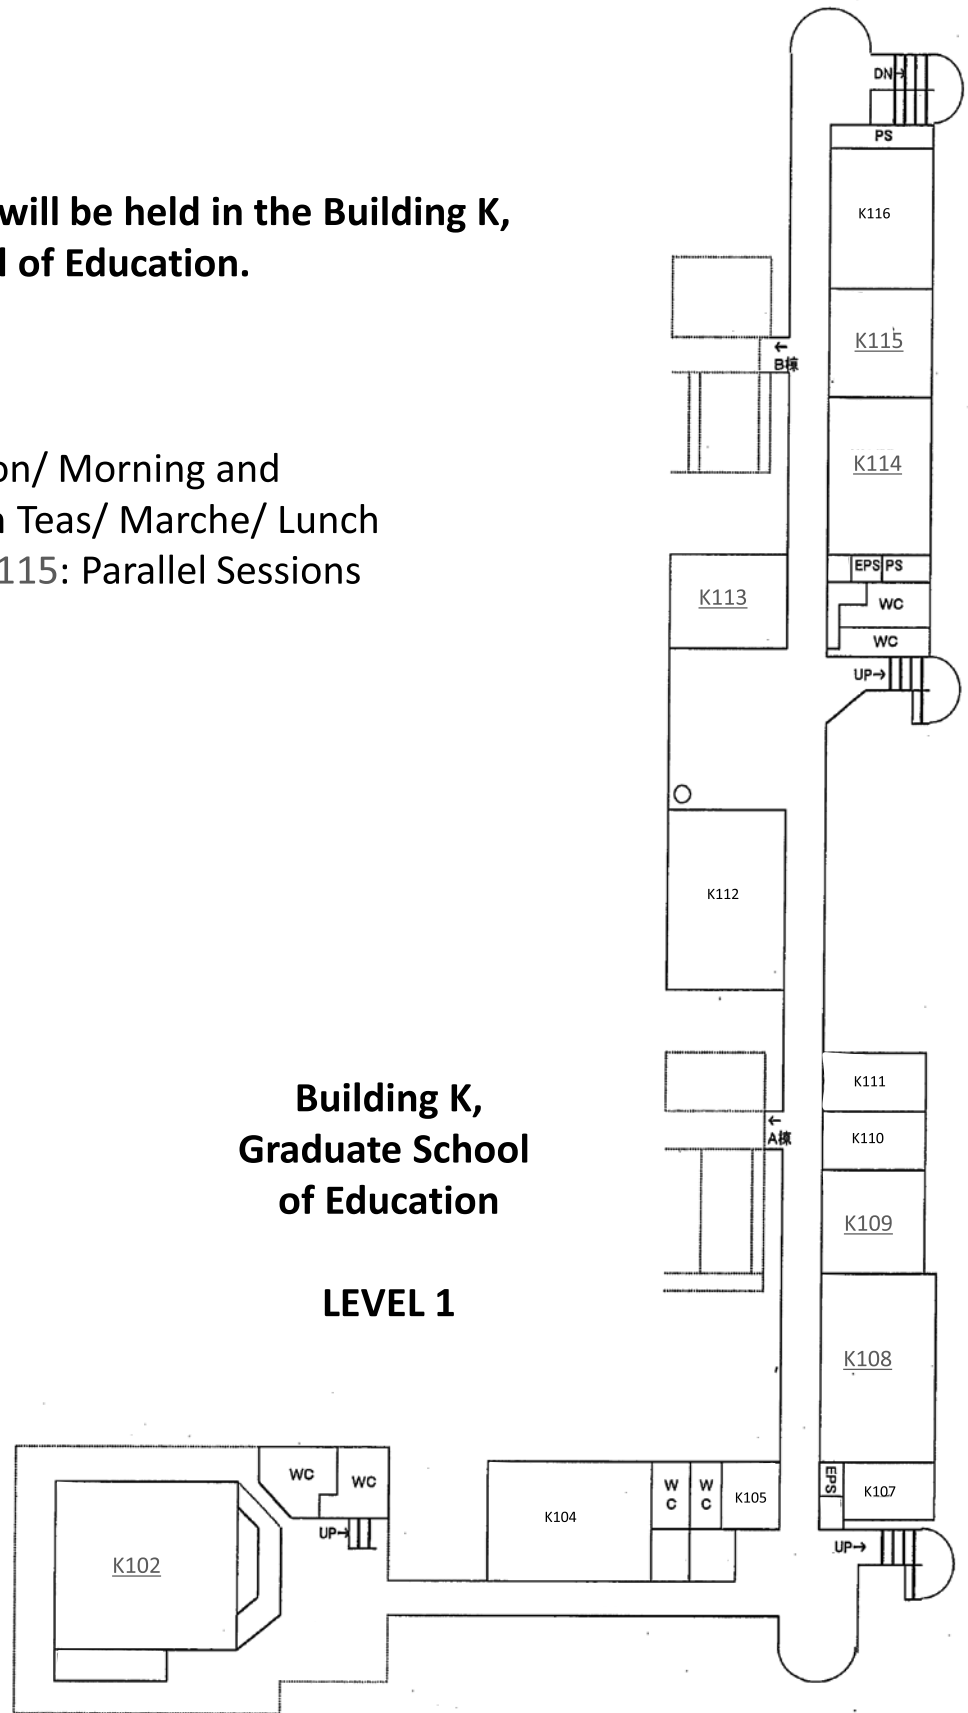 DN→
PS
K116
will be held in the Building K,
l of Education.
K115
←
B棟
on/ Morning and
n Teas/ Marche/ Lunch
115: Parallel Sessions
K114
EPS PS
K113
WC
WC
UP→
K112
Building K,
Graduate School
of Education
LEVEL 1
K111
←
A棟
K110
K109
K108
WC
WC
UP→
K102
K104
WC
WC
K105
EPS
K107
UP→